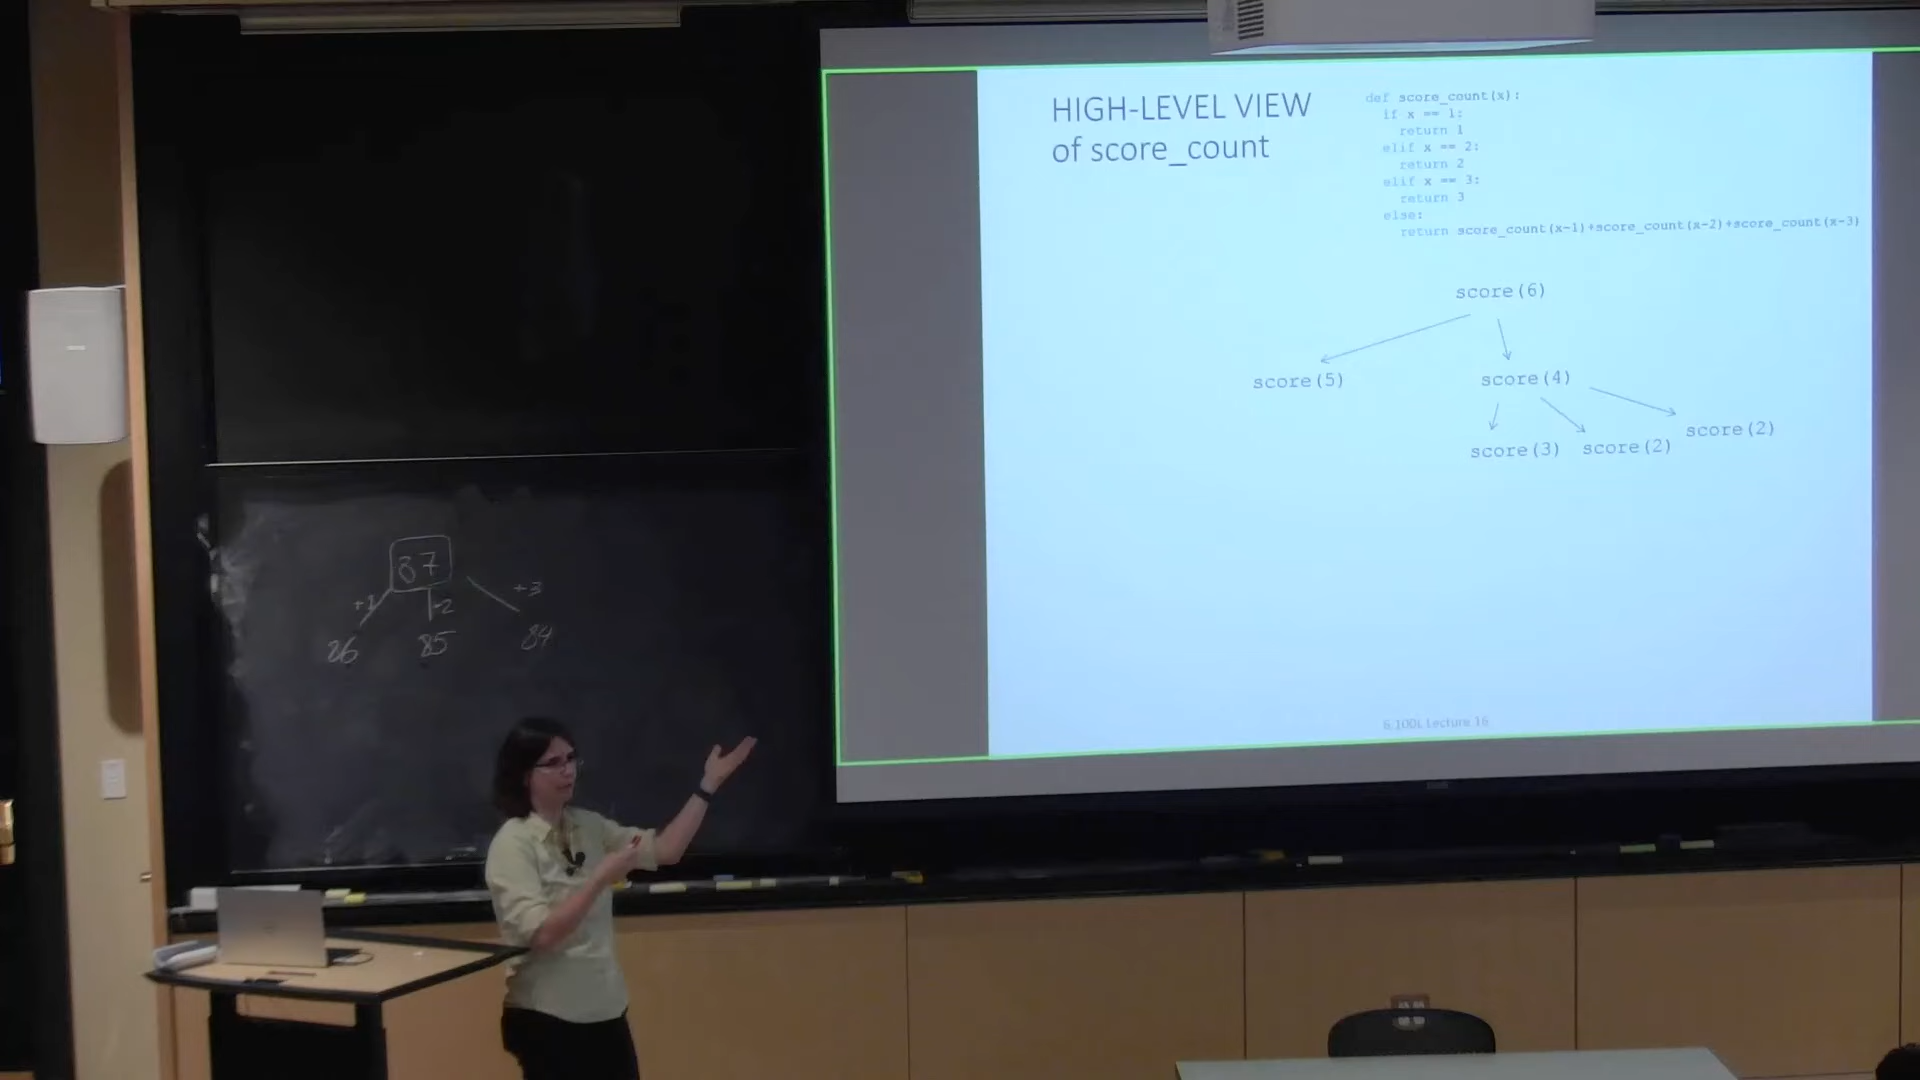 HIGH-LEVEL VIEW
of score_count
def score_count(x):
if x == 1:
return 1
elif x == 2:
return 2
elif x == 3:
return 3
else:
return score_count(x-1)+score_count(x-2)+score_count(x-3)
score(6)
score(5) score(4)
score(3) score(2) score(2)
6.100L Lecture 16
87
+1 +2 +3
86 85 84